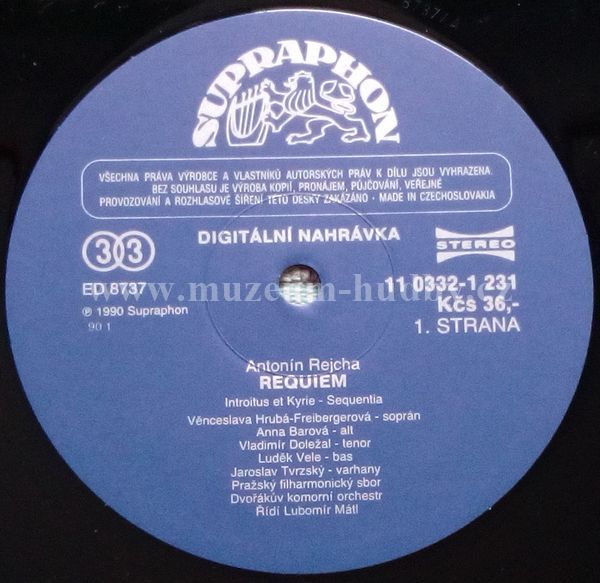 SUPRAPHON
VŠECHNA PRÁVA VÝROBCE A VLASTNÍKŮ AUTORSKÝCH PRÁV K DÍLU JSOU VYHRAZENA.
BEZ SOUHLASU JE VÝROBA KOPIÍ, PRONÁJEM, PŮJČOVÁNÍ, VEŘEJNÉ
PROVOZOVÁNÍ A ROZHLASOVÉ ŠÍŘENÍ TÉTO DESKY ZAKÁZÁNO · MADE IN CZECHOSLOVAKIA
DIGITÁLNÍ NAHRÁVKA
33
STEREO
ED 8737
11 0332-1 231
Kčs 36,-
℗ 1990 Supraphon
90 1
1. STRANA
www.muzeum-hudby.cz
Antonín Rejcha
REQUIEM
Introitus et Kyrie - Sequentia
Věnceslava Hrubá-Freibergerová - soprán
Anna Barová - alt
Vladimír Doležal - tenor
Luděk Vele - bas
Jaroslav Tvrzský - varhany
Pražský filharmonický sbor
Dvořákův komorní orchestr
Řídí Lubomír Mátl